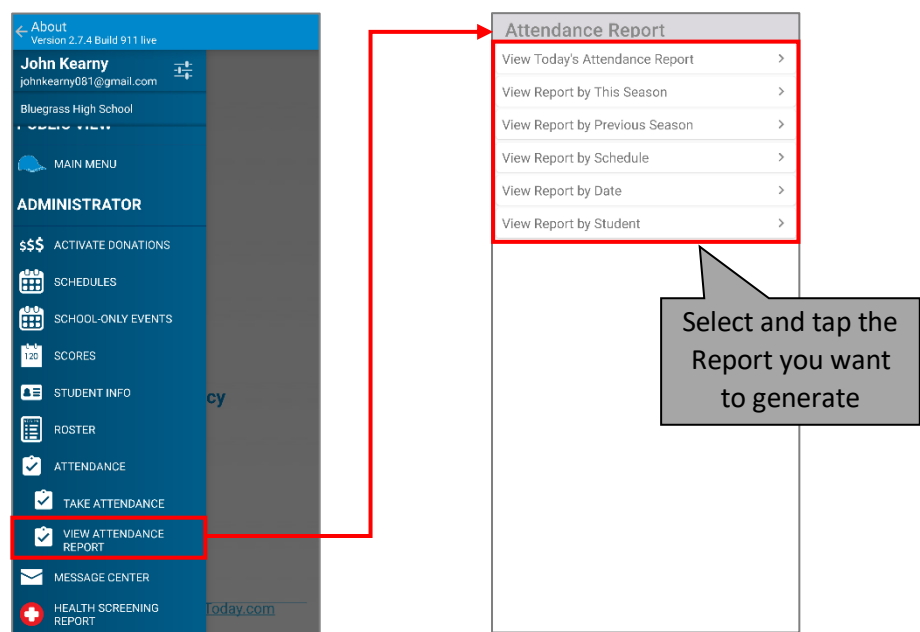 About
Version 2.7.4 Build 911 live
John Kearny
johnkearny081@gmail.com
Bluegrass High School
PUBLIC VIEW
MAIN MENU
ADMINISTRATOR
$$$ ACTIVATE DONATIONS
SCHEDULES
SCHOOL-ONLY EVENTS
120 SCORES
STUDENT INFO
cy
ROSTER
ATTENDANCE
TAKE ATTENDANCE
VIEW ATTENDANCE
REPORT
MESSAGE CENTER
HEALTH SCREENING
REPORT
Today.com
Attendance Report
View Today's Attendance Report
View Report by This Season
View Report by Previous Season
View Report by Schedule
View Report by Date
View Report by Student
Select and tap the
Report you want
to generate